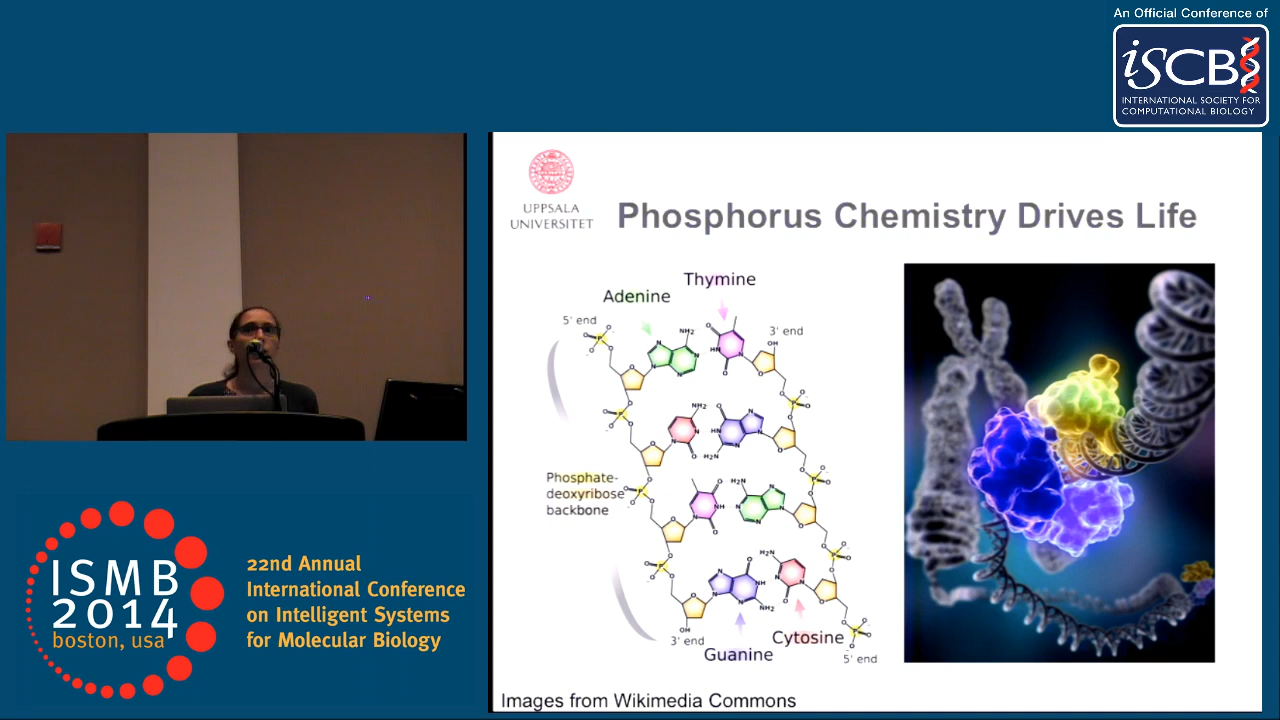 An Official Conference of
iSCB
INTERNATIONAL SOCIETY FOR
COMPUTATIONAL BIOLOGY
UPPSALA
UNIVERSITET
Phosphorus Chemistry Drives Life
Thymine
Adenine
5' end
3' end
Phosphate-
deoxyribose
backbone
3' end
Cytosine
Guanine
5' end
Images from Wikimedia Commons
ISMB
2014
boston, usa
22nd Annual
International Conference
on Intelligent Systems
for Molecular Biology